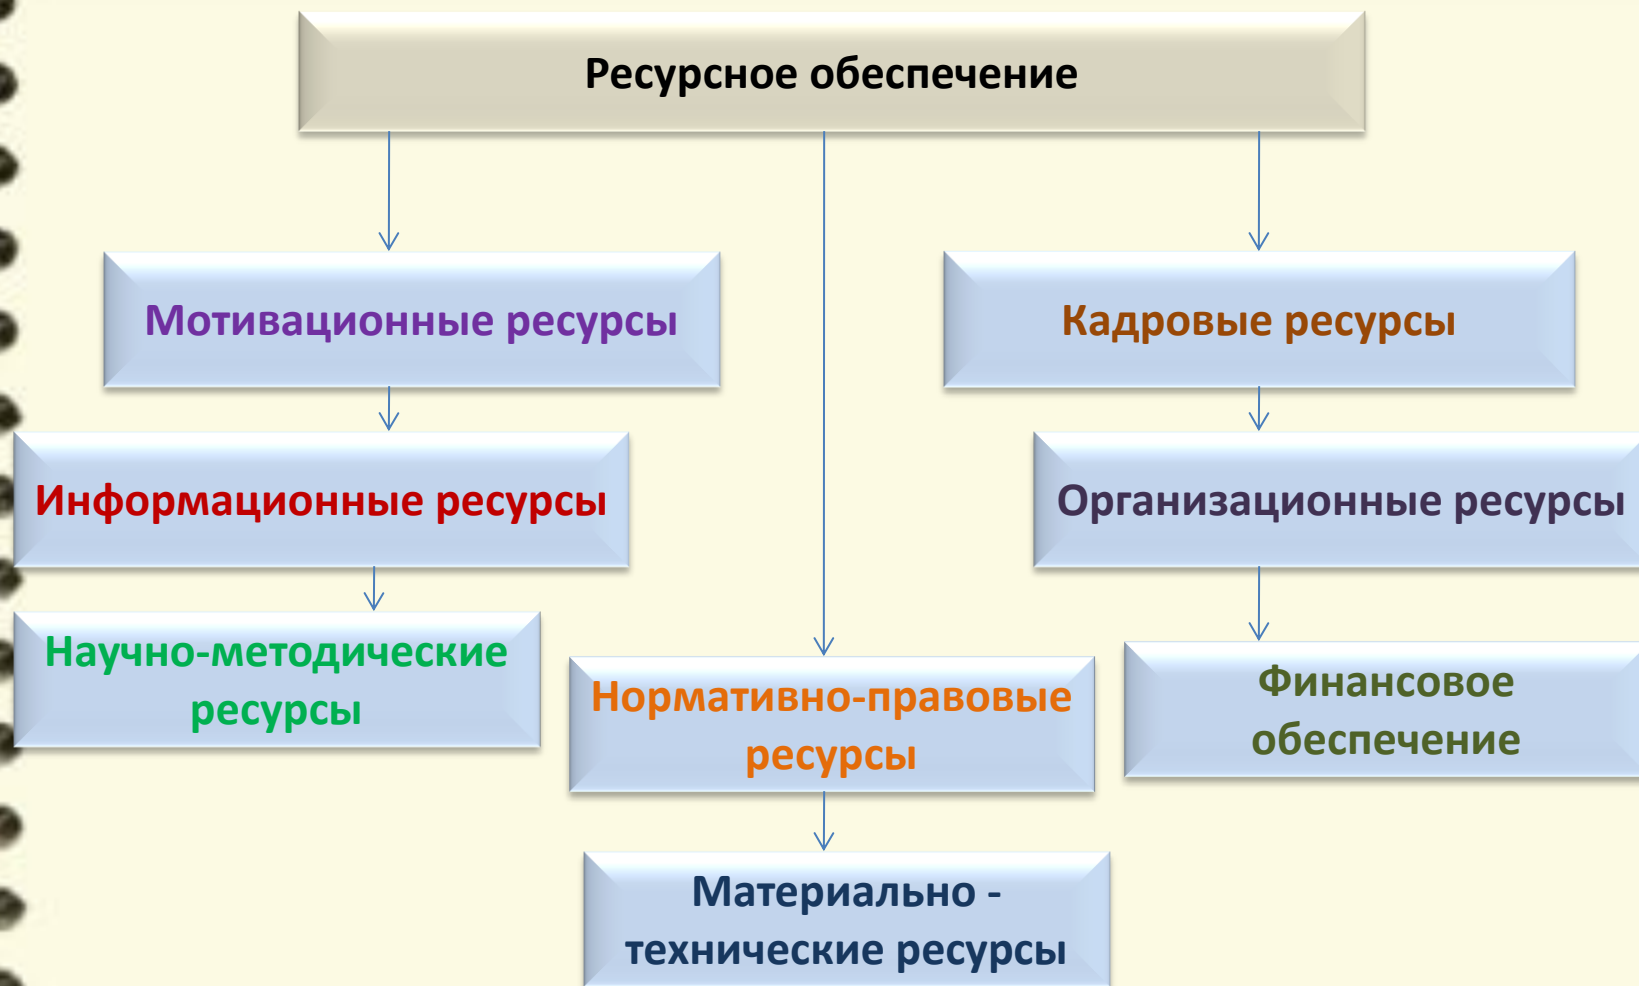 Ресурсное обеспечение
Мотивационные ресурсы
Кадровые ресурсы
Информационные ресурсы
Организационные ресурсы
Научно-методические
ресурсы
Нормативно-правовые
ресурсы
Финансовое
обеспечение
Материально -
технические ресурсы